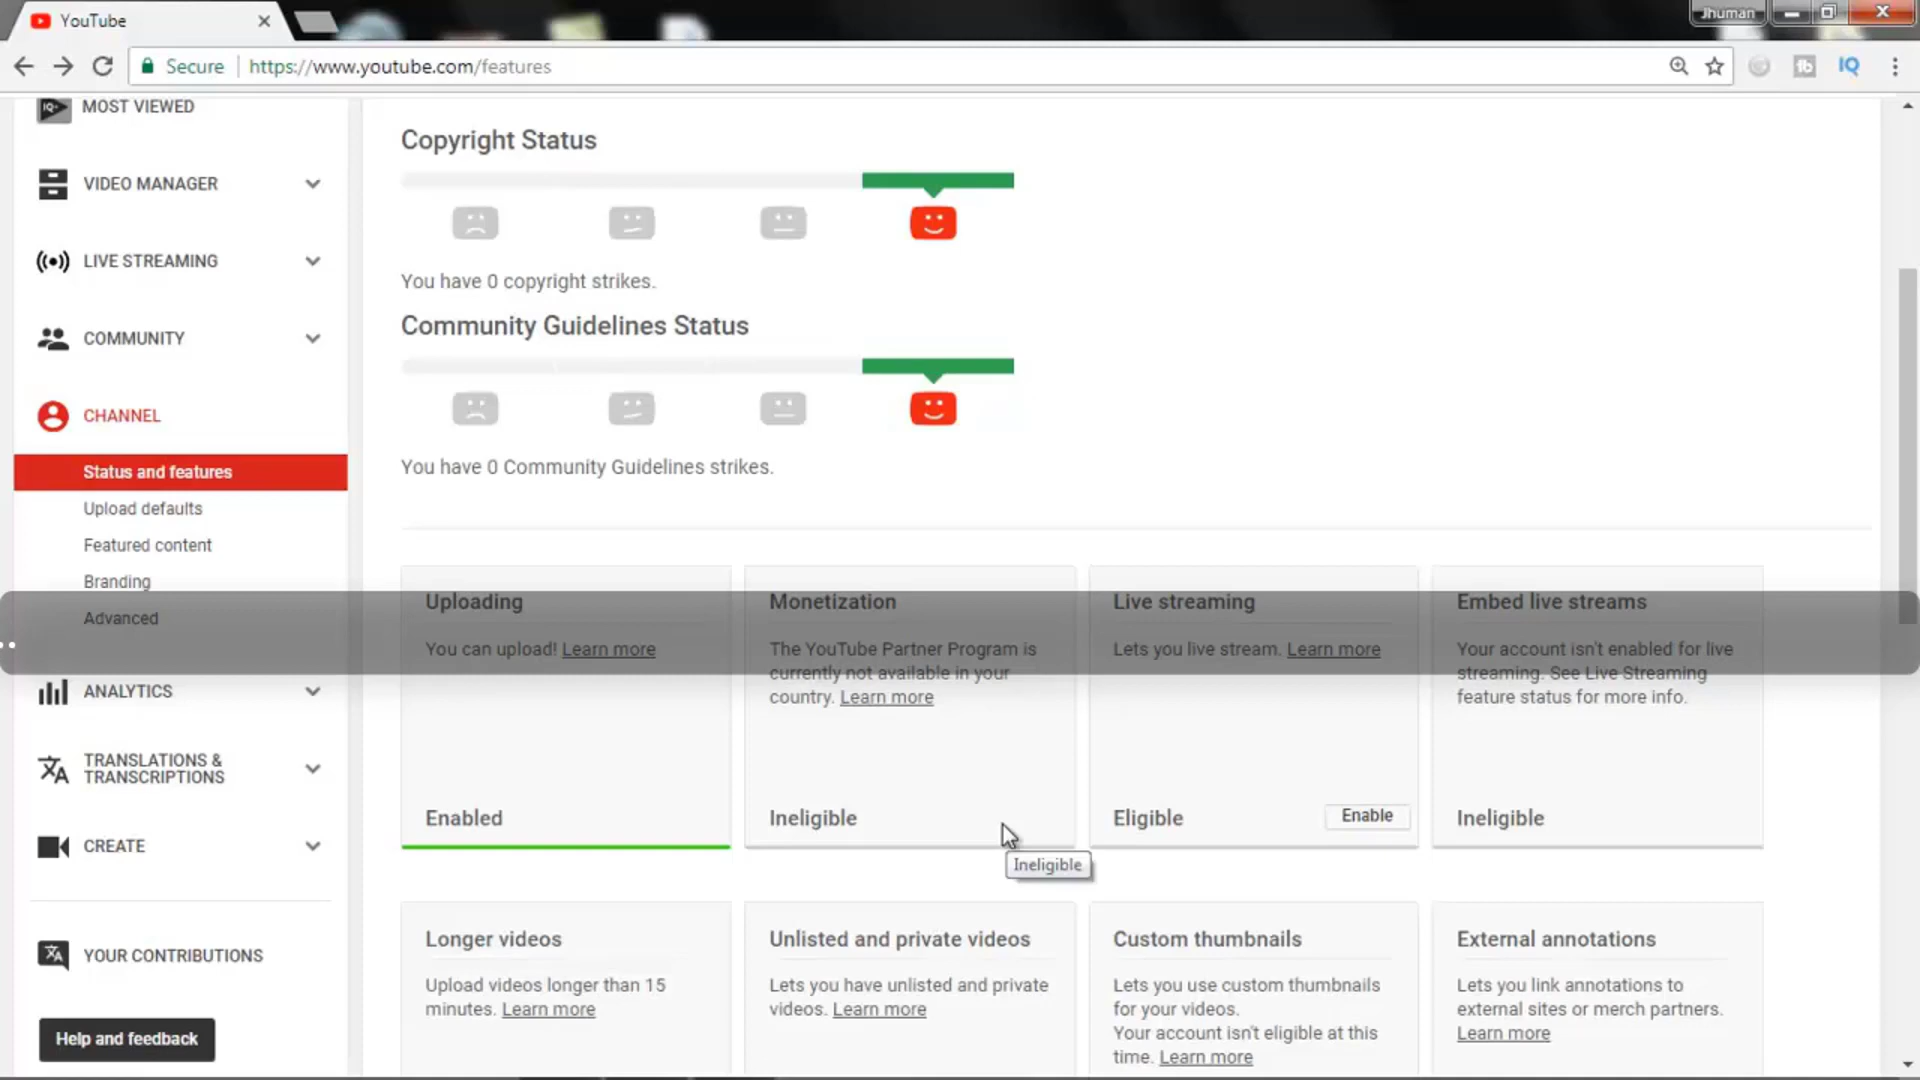 YouTube
Jhuman
Secure
https://www.youtube.com/features
IQ
MOST VIEWED
VIDEO MANAGER
LIVE STREAMING
COMMUNITY
CHANNEL
Status and features
Upload defaults
Featured content
Branding
Advanced
ANALYTICS
TRANSLATIONS &
TRANSCRIPTIONS
CREATE
YOUR CONTRIBUTIONS
Help and feedback
Copyright Status
You have 0 copyright strikes.
Community Guidelines Status
You have 0 Community Guidelines strikes.
Uploading
You can upload! Learn more
Enabled
Monetization
The YouTube Partner Program is
currently not available in your
country. Learn more
Ineligible
Ineligible
Live streaming
Lets you live stream. Learn more
Eligible
Enable
Embed live streams
Your account isn't enabled for live
streaming. See Live Streaming
feature status for more info.
Ineligible
Longer videos
Upload videos longer than 15
minutes. Learn more
Unlisted and private videos
Lets you have unlisted and private
videos. Learn more
Custom thumbnails
Lets you use custom thumbnails
for your videos.
Your account isn't eligible at this
time. Learn more
External annotations
Lets you link annotations to
external sites or merch partners.
Learn more